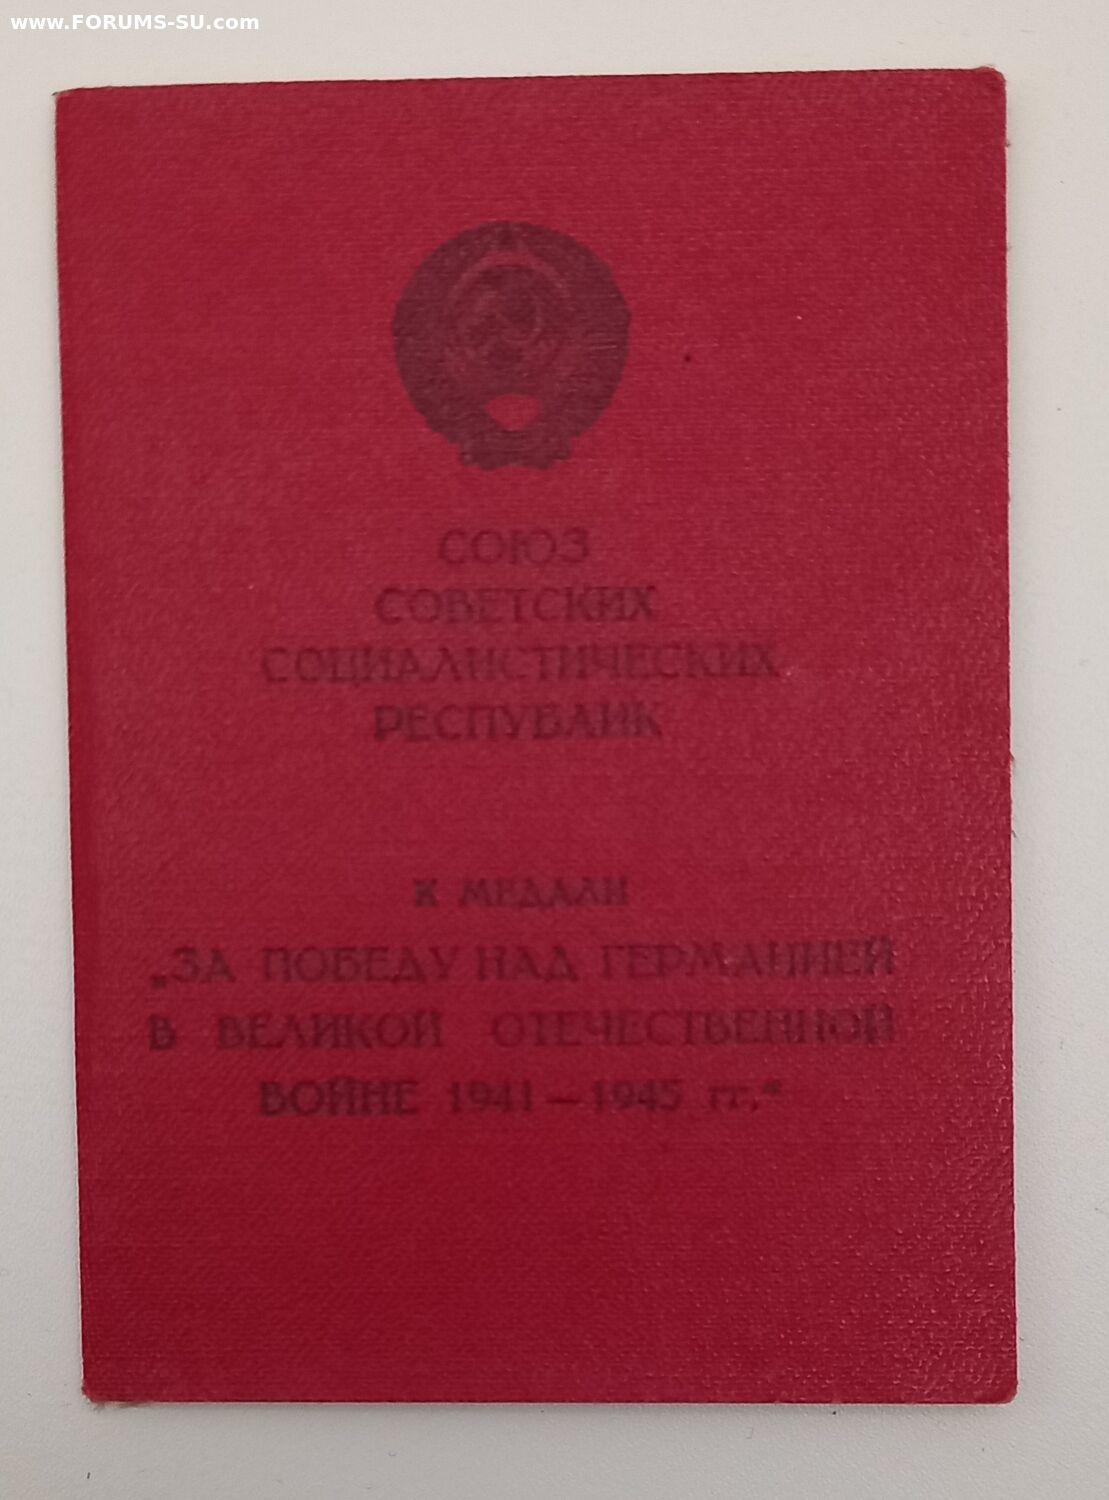 www.FORUMS-SU.com
СОЮЗ
СОВЕТСКИХ
СОЦИАЛИСТИЧЕСКИХ
РЕСПУБЛИК
К МЕДАЛИ
„ЗА ПОБЕДУ НАД ГЕРМАНИЕЙ
В ВЕЛИКОЙ ОТЕЧЕСТВЕННОЙ
ВОЙНЕ 1941—1945 гг.“